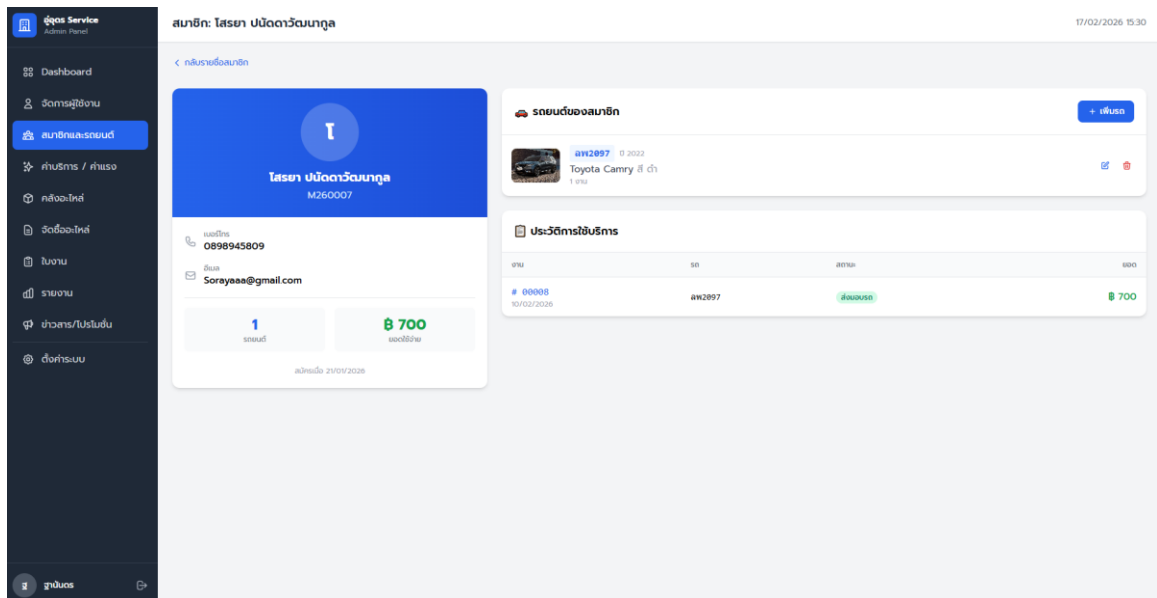 อู่ดุดร Service
Admin Panel
Dashboard
จัดการผู้ใช้งาน
สมาชิกและรถยนต์
ค่าบริการ / ค่าแรง
คลังอะไหล่
จัดซื้ออะไหล่
ใบงาน
รายงาน
ข่าวสาร/โปรโมชั่น
ตั้งค่าระบบ
ฐ
ฐานันดร
สมาชิก: โสรยา ปนัดดาวัฒนากูล
17/02/2026 15:30
< กลับรายชื่อสมาชิก
โ
โสรยา ปนัดดาวัฒนากูล
M260007
เบอร์โทร
0898945809
อีเมล
Sorayaaa@gmail.com
1
รถยนต์
฿ 700
ยอดใช้จ่าย
สมัครเมื่อ 21/01/2026
รถยนต์ของสมาชิก
+ เพิ่มรถ
ลพ2097 ปี 2022
Toyota Camry สี ดำ
1 งาน
ประวัติการใช้บริการ
งาน รถ สถานะ ยอด
# 00008 ลพ2097 ส่งมอบรถ ฿ 700
10/02/2026